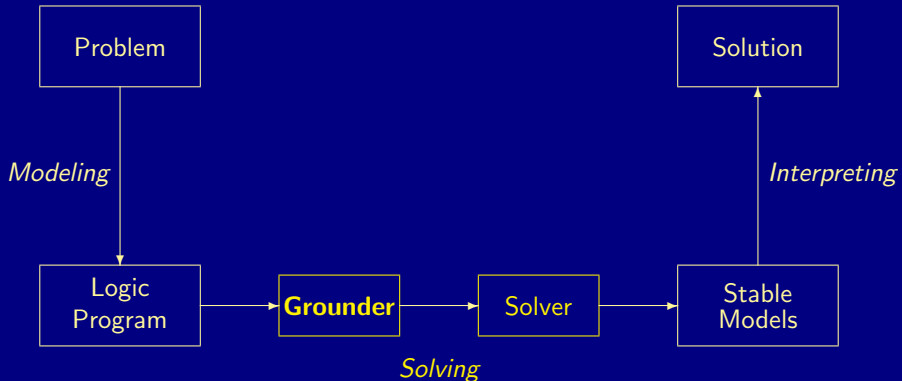 Problem
Solution
Modeling
Interpreting
Logic
Program
Grounder
Solver
Stable
Models
Solving